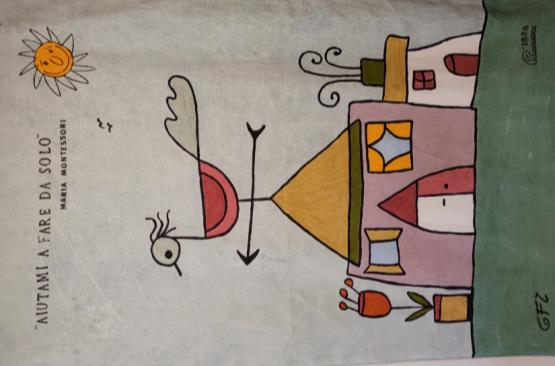 "AIUTAMI A FARE DA SOLO"
MARIA MONTESSORI
GFZ